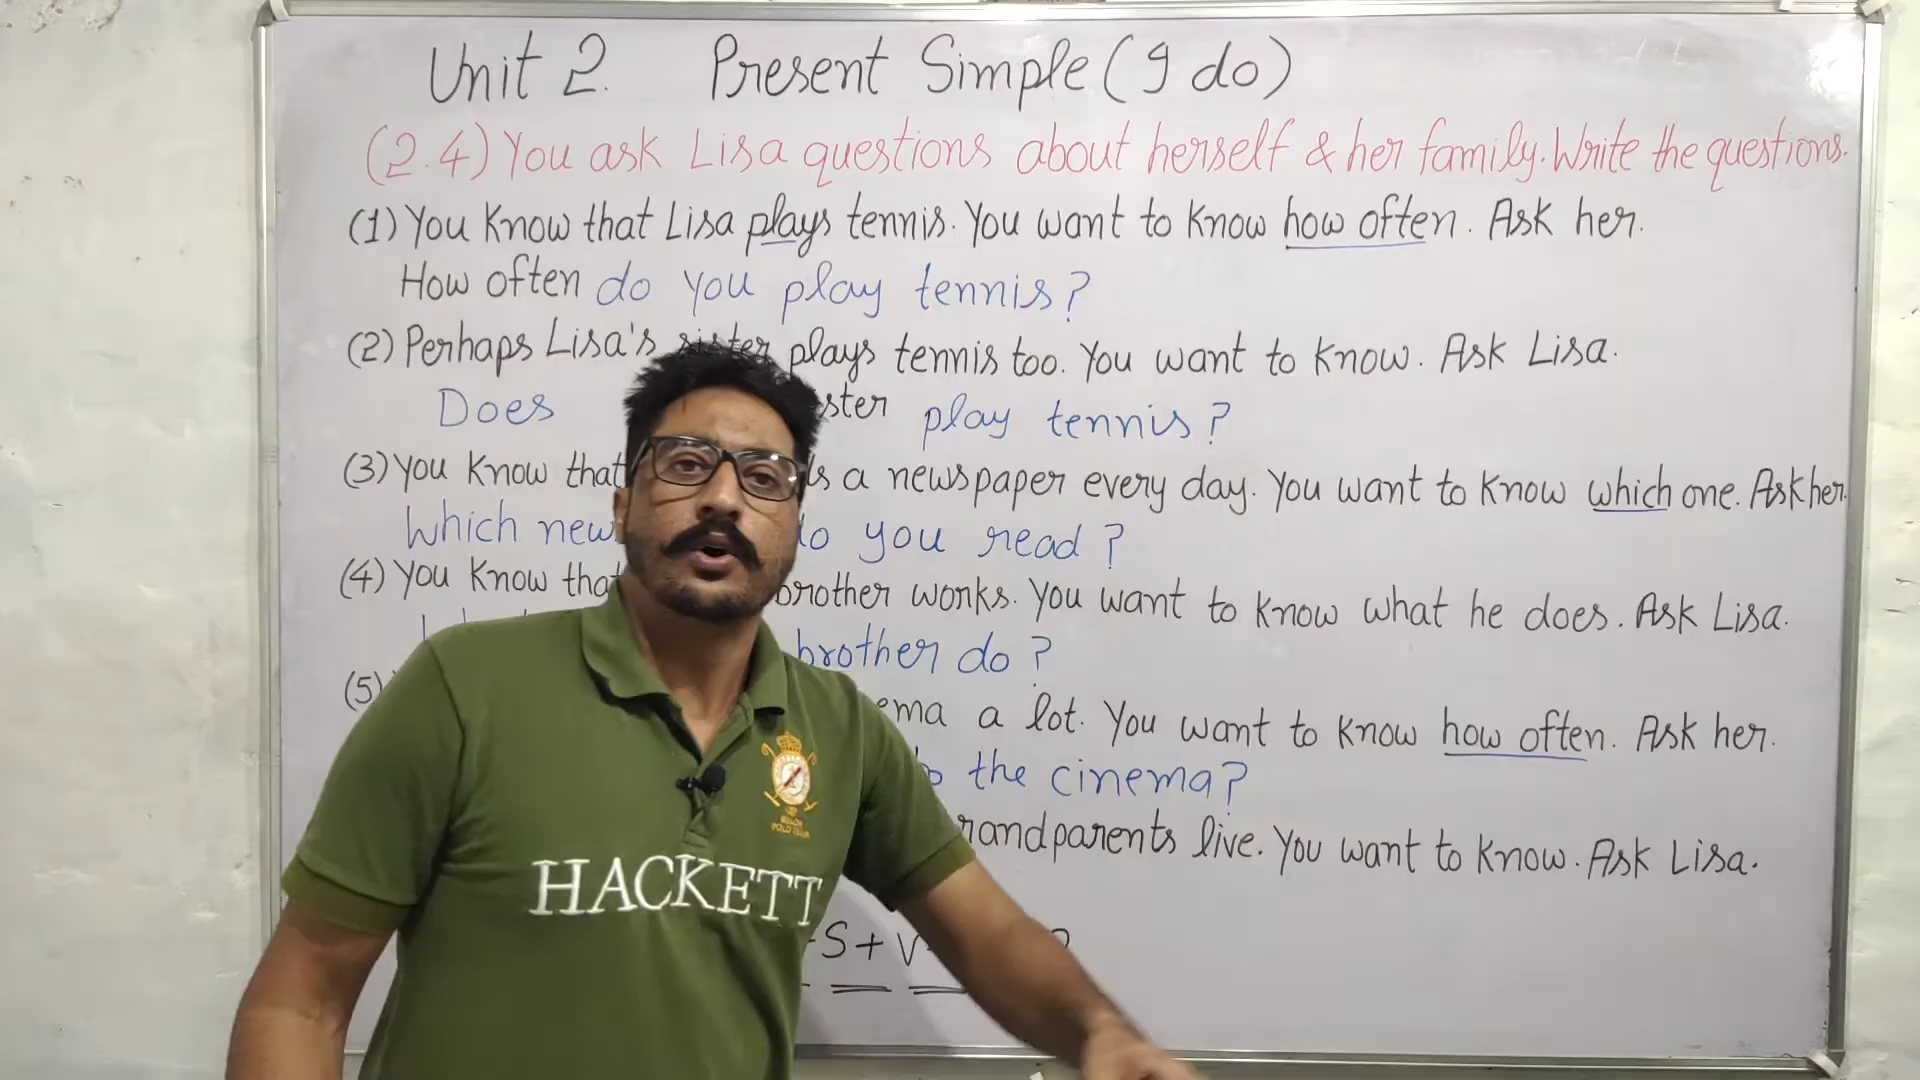 Unit 2. Present Simple (I do)
(2.4) You ask Lisa questions about herself & her family. Write the questions.
(1) You know that Lisa plays tennis. You want to know how often. Ask her.
How often do you play tennis?
(2) Perhaps Lisa's sister plays tennis too. You want to know. Ask Lisa.
Does play tennis?
(3) You know that a newspaper every day. You want to know which one. Ask her.
Which do you read?
(4) You know brother works. You want to know what he does. Ask Lisa.
brother do?
(5) a lot. You want to know how often. Ask her.
the cinema?
live. You want to know. Ask Lisa.
S + V
HACKETT